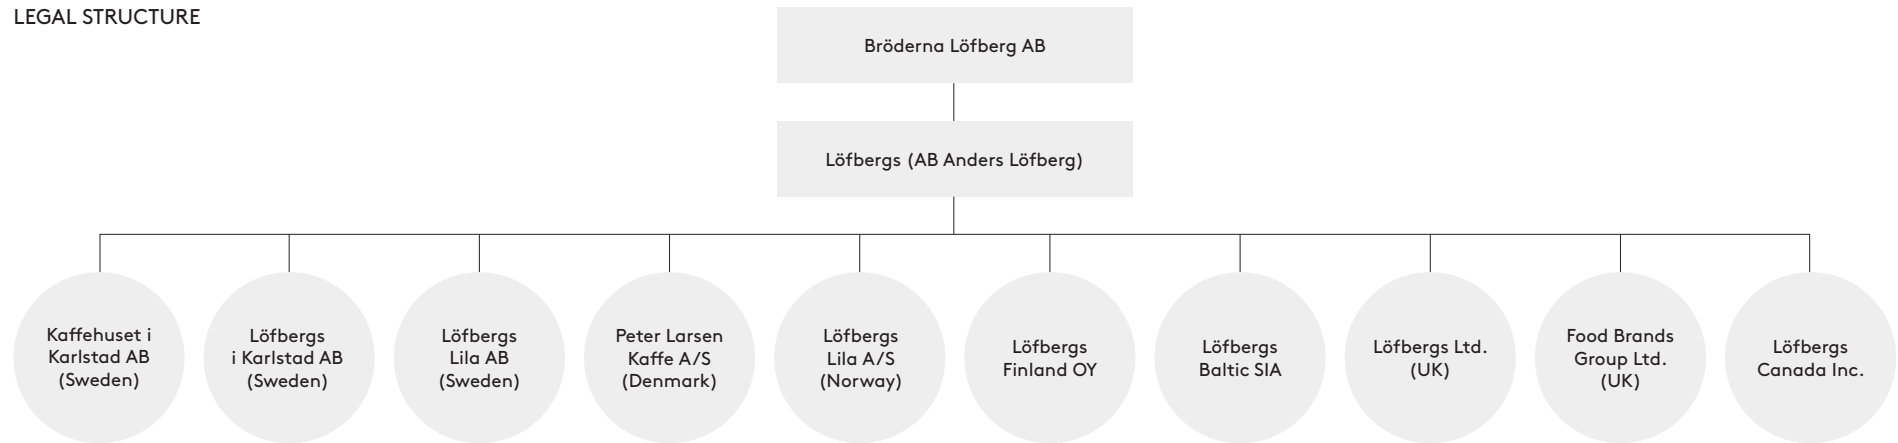 LEGAL STRUCTURE
Bröderna Löfberg AB
Löfbergs (AB Anders Löfberg)
Kaffehuset i
Karlstad AB
(Sweden)
Löfbergs
i Karlstad AB
(Sweden)
Löfbergs
Lila AB
(Sweden)
Peter Larsen
Kaffe A/S
(Denmark)
Löfbergs
Lila A/S
(Norway)
Löfbergs
Finland OY
Löfbergs
Baltic SIA
Löfbergs Ltd.
(UK)
Food Brands
Group Ltd.
(UK)
Löfbergs
Canada Inc.